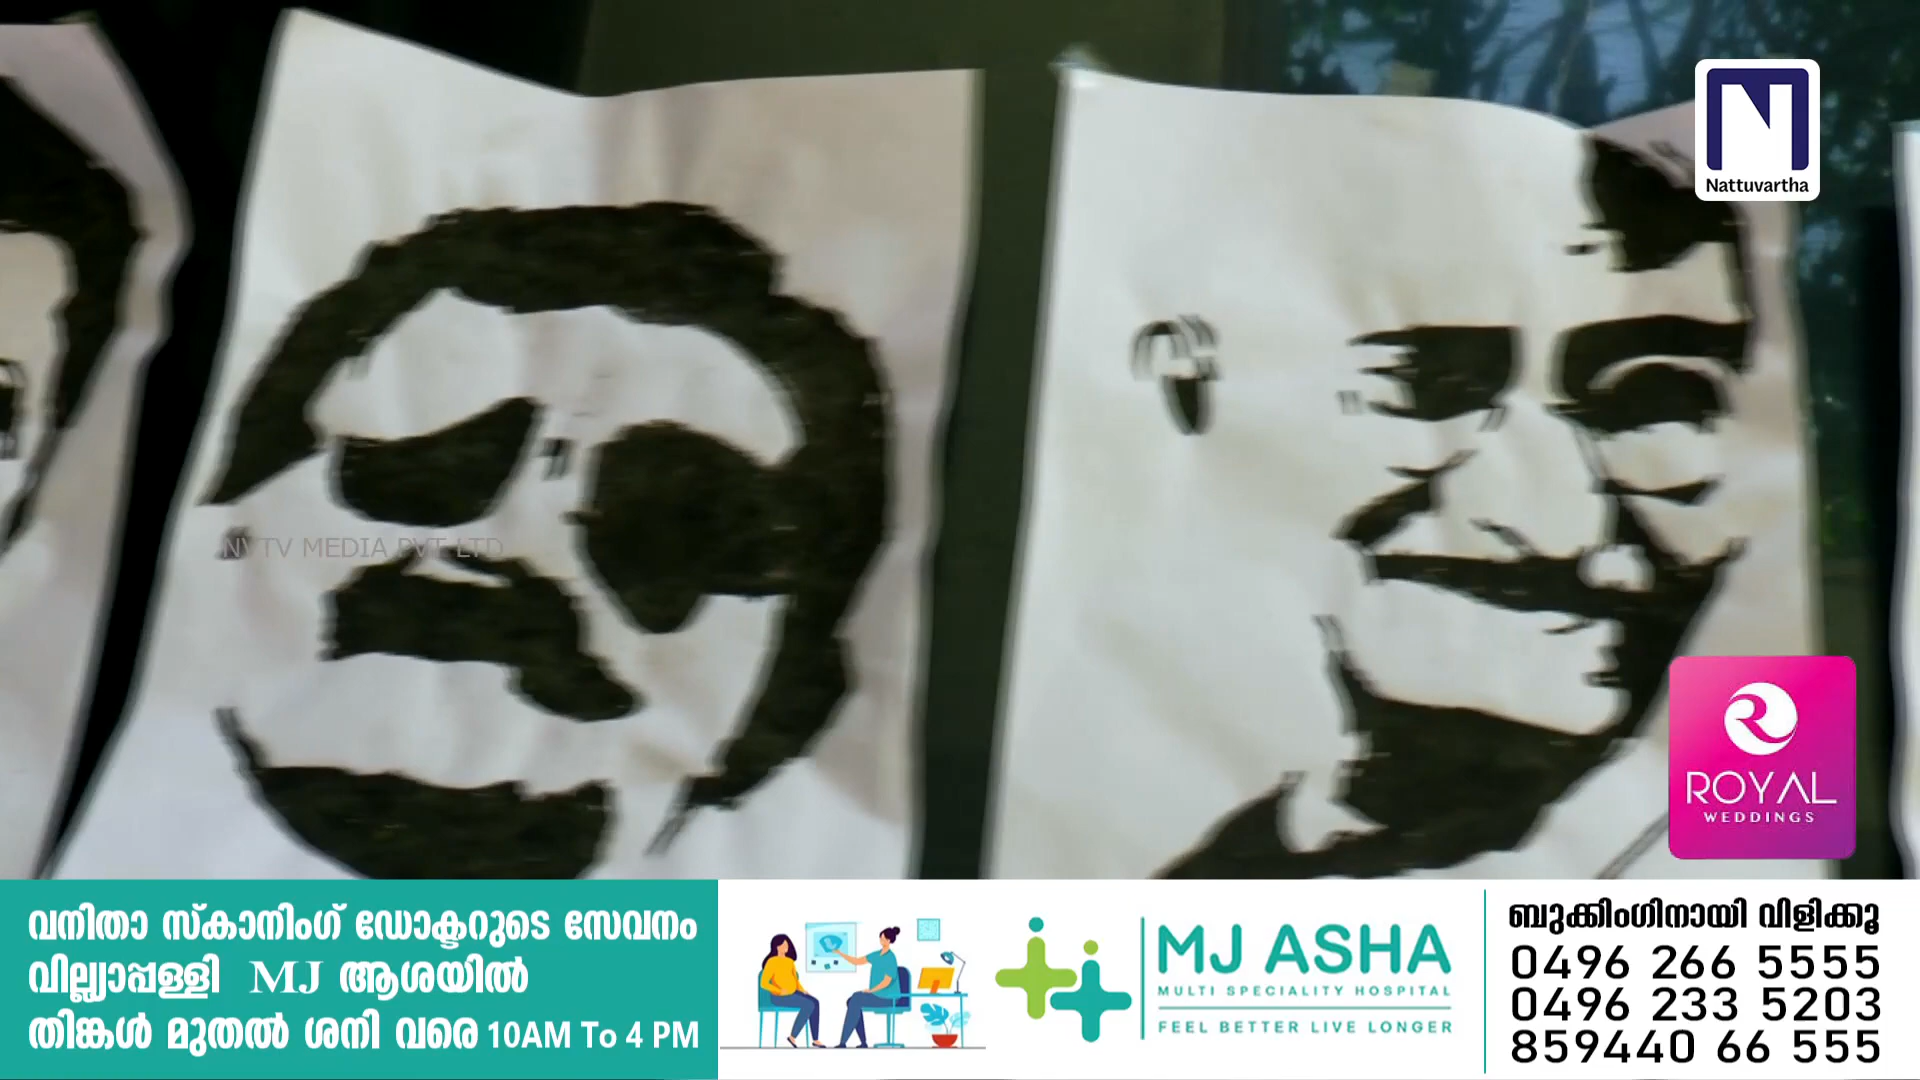 N
Nattuvartha
NVTV MEDIA PVT LTD
ROYAL
WEDDINGS
വനിതാ സ്കാനിംഗ് ഡോക്ടറുടെ സേവനം
വില്ല്യാപ്പള്ളി MJ ആശയിൽ
തിങ്കൾ മുതൽ ശനി വരെ 10AM To 4 PM
MJ ASHA
MULTI SPECIALITY HOSPITAL
FEEL BETTER LIVE LONGER
ബുക്കിംഗിനായി വിളിക്കൂ
0496 266 5555
0496 233 5203
859440 66 555